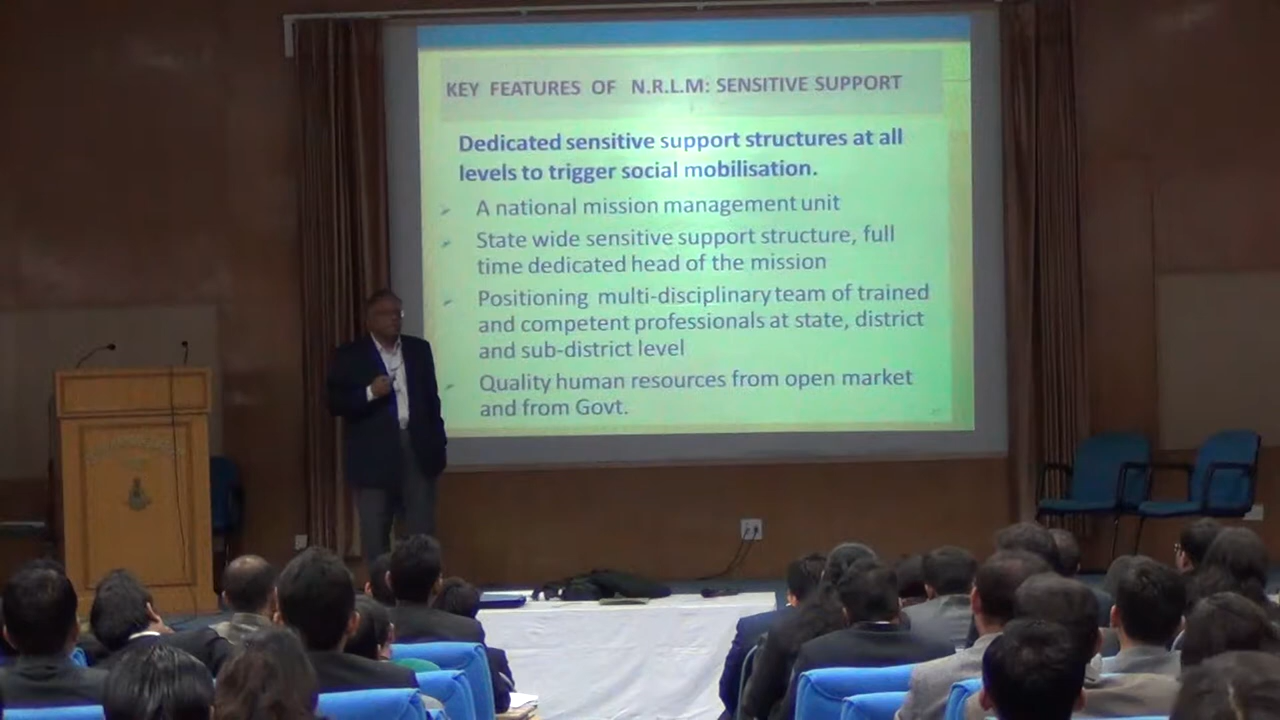 KEY FEATURES OF N.R.L.M: SENSITIVE SUPPORT
Dedicated sensitive support structures at all
levels to trigger social mobilisation.
A national mission management unit
State wide sensitive support structure, full
time dedicated head of the mission
Positioning multi-disciplinary team of trained
and competent professionals at state, district
and sub-district level
Quality human resources from open market
and from Govt.